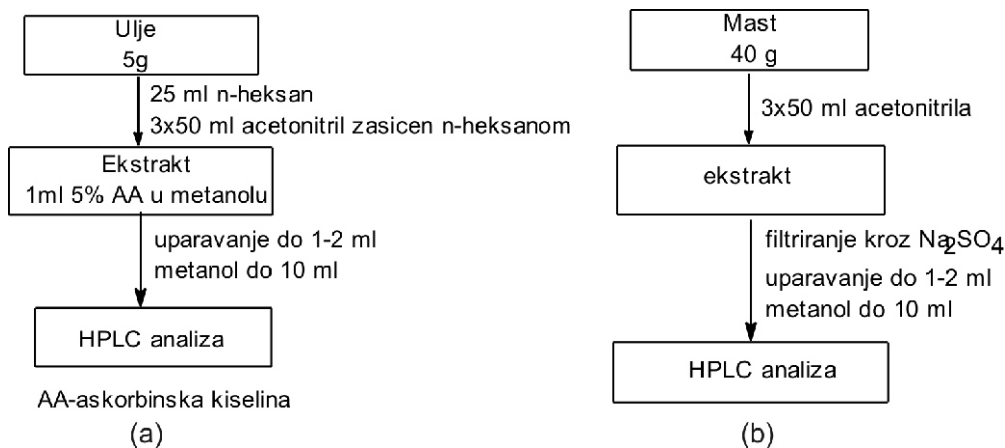 Ulje
5g
25 ml n-heksan
3x50 ml acetonitril zasicen n-heksanom
Ekstrakt
1ml 5% AA u metanolu
uparavanje do 1-2 ml
metanol do 10 ml
HPLC analiza
AA-askorbinska kiselina
(a)
Mast
40 g
3x50 ml acetonitrila
ekstrakt
filtriranje kroz Na2SO4
uparavanje do 1-2 ml
metanol do 10 ml
HPLC analiza
(b)